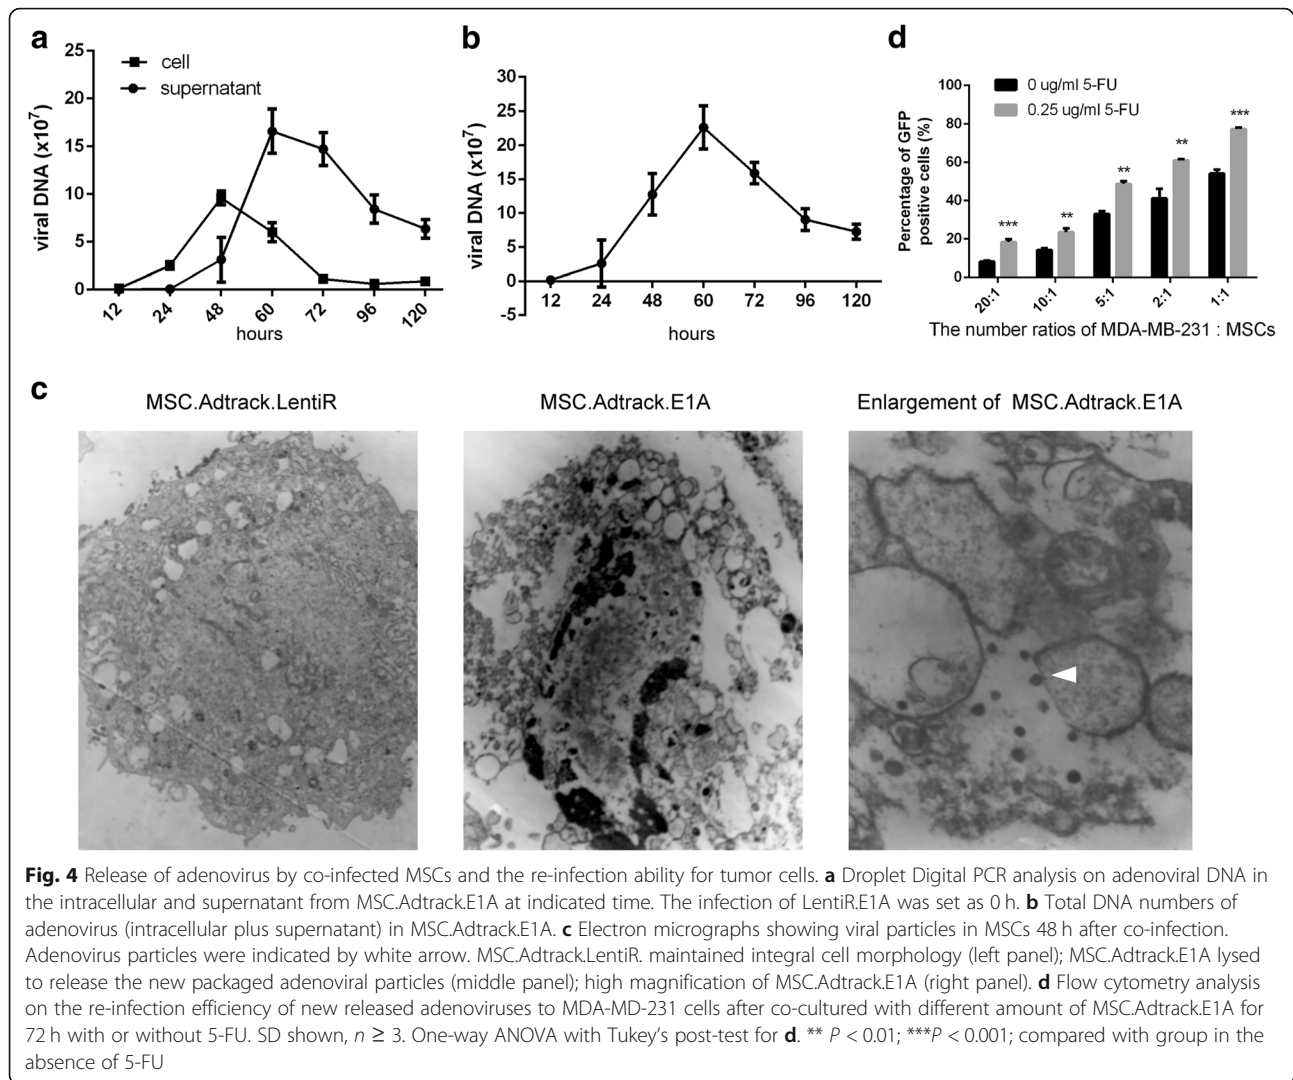 a
25
20
15
10
5
0
viral DNA (x10⁷)
cell
supernatant
12 24 48 60 72 96 120
hours
b
30
25
20
15
10
5
0
-5
viral DNA (x10⁷)
12 24 48 60 72 96 120
hours
d
100
80
60
40
20
0
Percentage of GFP
positive cells (%)
0 ug/ml 5-FU
0.25 ug/ml 5-FU
*** ** ** ** ***
20:1 10:1 5:1 2:1 1:1
The number ratios of MDA-MB-231 : MSCs
c
MSC.Adtrack.LentiR MSC.Adtrack.E1A Enlargement of MSC.Adtrack.E1A
Fig. 4 Release of adenovirus by co-infected MSCs and the re-infection ability for tumor cells. a Droplet Digital PCR analysis on adenoviral DNA in
the intracellular and supernatant from MSC.Adtrack.E1A at indicated time. The infection of LentiR.E1A was set as 0 h. b Total DNA numbers of
adenovirus (intracellular plus supernatant) in MSC.Adtrack.E1A. c Electron micrographs showing viral particles in MSCs 48 h after co-infection.
Adenovirus particles were indicated by white arrow. MSC.Adtrack.LentiR. maintained integral cell morphology (left panel); MSC.Adtrack.E1A lysed
to release the new packaged adenoviral particles (middle panel); high magnification of MSC.Adtrack.E1A (right panel). d Flow cytometry analysis
on the re-infection efficiency of new released adenoviruses to MDA-MD-231 cells after co-cultured with different amount of MSC.Adtrack.E1A for
72 h with or without 5-FU. SD shown, n ≥ 3. One-way ANOVA with Tukey's post-test for d. ** P < 0.01; ***P < 0.001; compared with group in the
absence of 5-FU